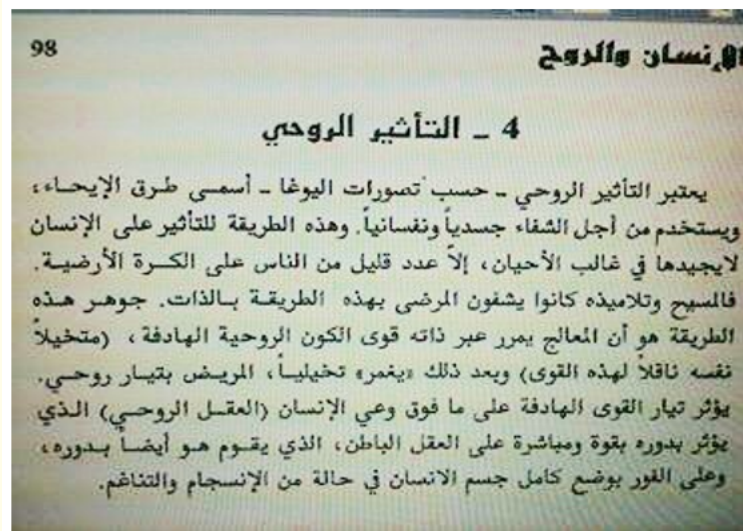 98
الإنسان والروح
4 ـ التأثير الروحي
يعتبر التأثير الروحي ـ حسب تصورات اليوغا ـ أسمى طرق الإيحاء،
ويستخدم من أجل الشفاء جسدياً ونفسانياً. وهذه الطريقة للتأثير على الإنسان
لايجيدها في غالب الأحيان، إلاّ عدد قليل من الناس على الكرة الأرضية.
فالمسيح وتلاميذه كانوا يشفون المرضى بهذه الطريقة بالذات. جوهر هذه
الطريقة هو أن المعالج يمرر عبر ذاته قوى الكون الروحية الهادفة، (متخيلاً
نفسه ناقلاً لهذه القوى) وبعد ذلك «يغمر» تخيلياً، المريض بتيار روحي.
يؤثر تيار القوى الهادفة على ما فوق وعي الإنسان (العقل الروحي) الذي
يؤثر بدوره بقوة ومباشرة على العقل الباطن، الذي يقوم هو أيضاً بدوره،
وعلى الفور بوضع كامل جسم الانسان في حالة من الإنسجام والتناغم.